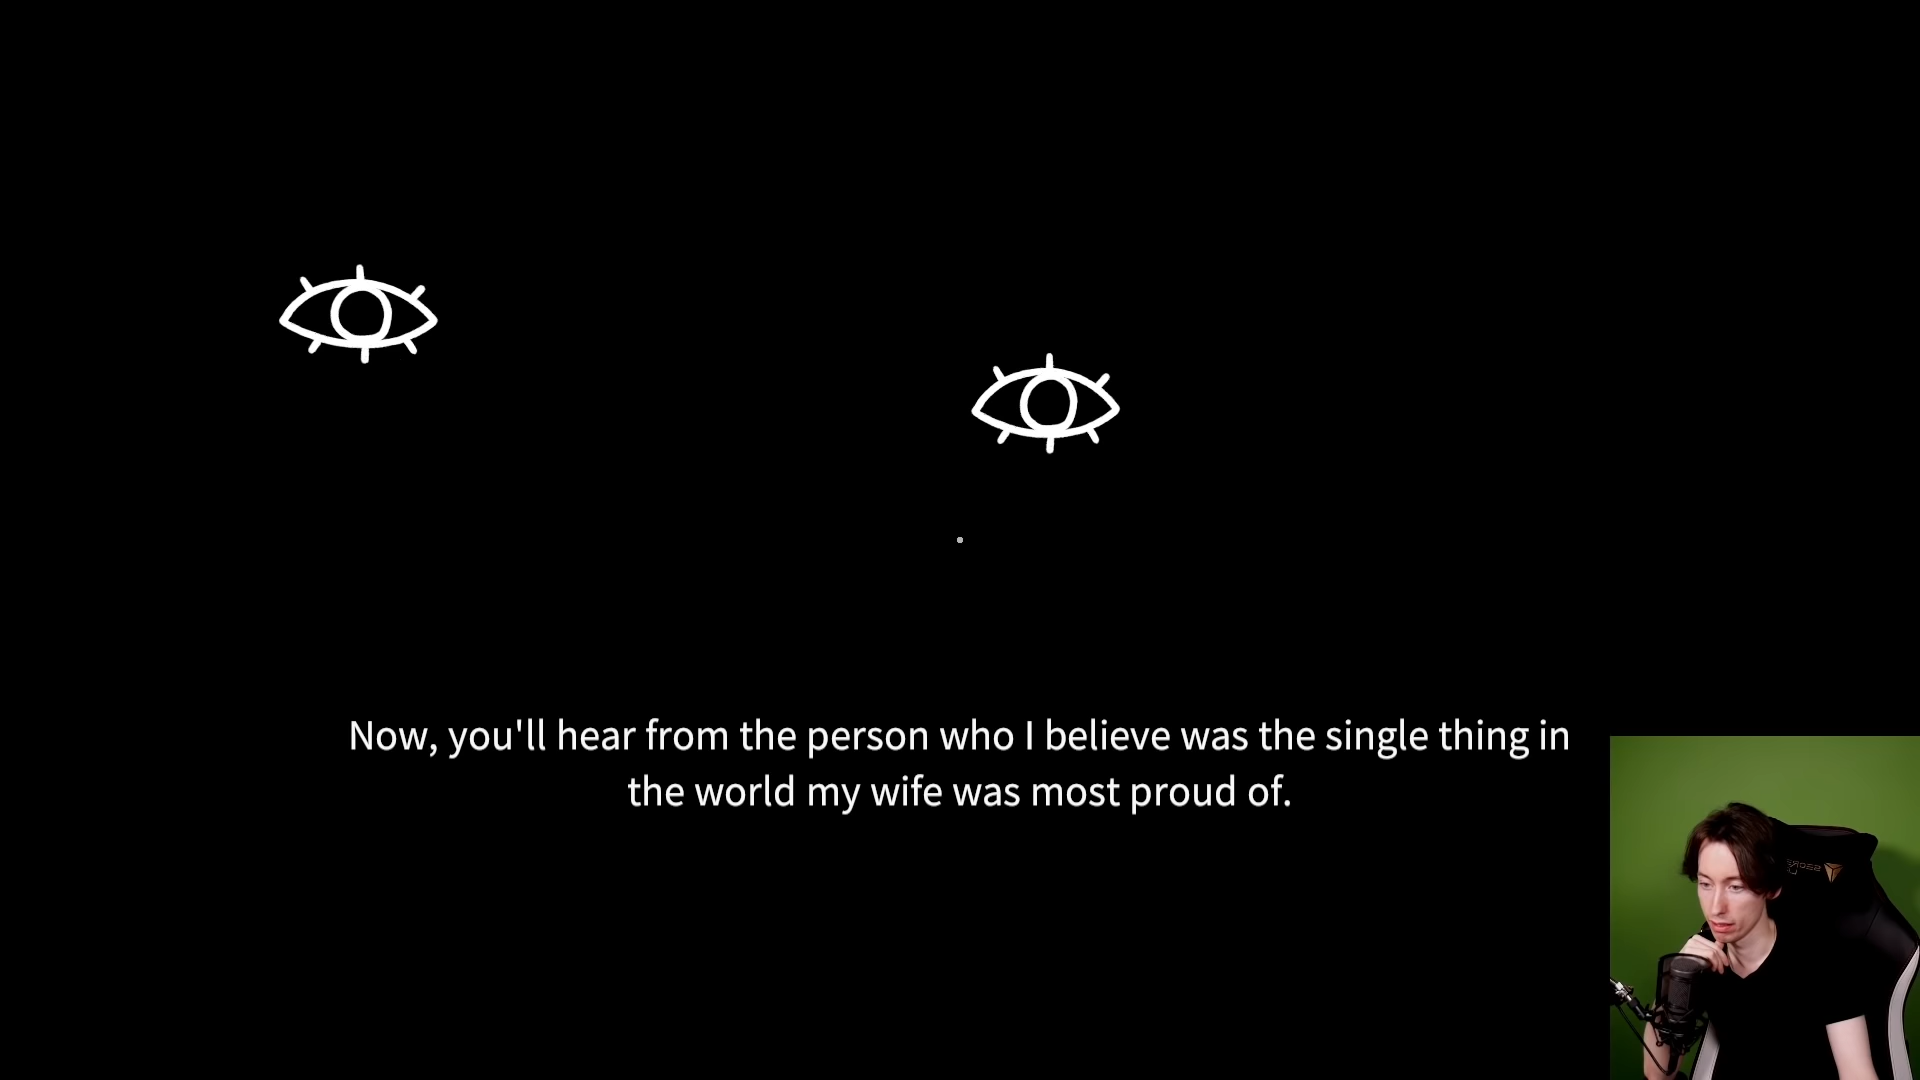 Now, you'll hear from the person who I believe was the single thing in
the world my wife was most proud of.